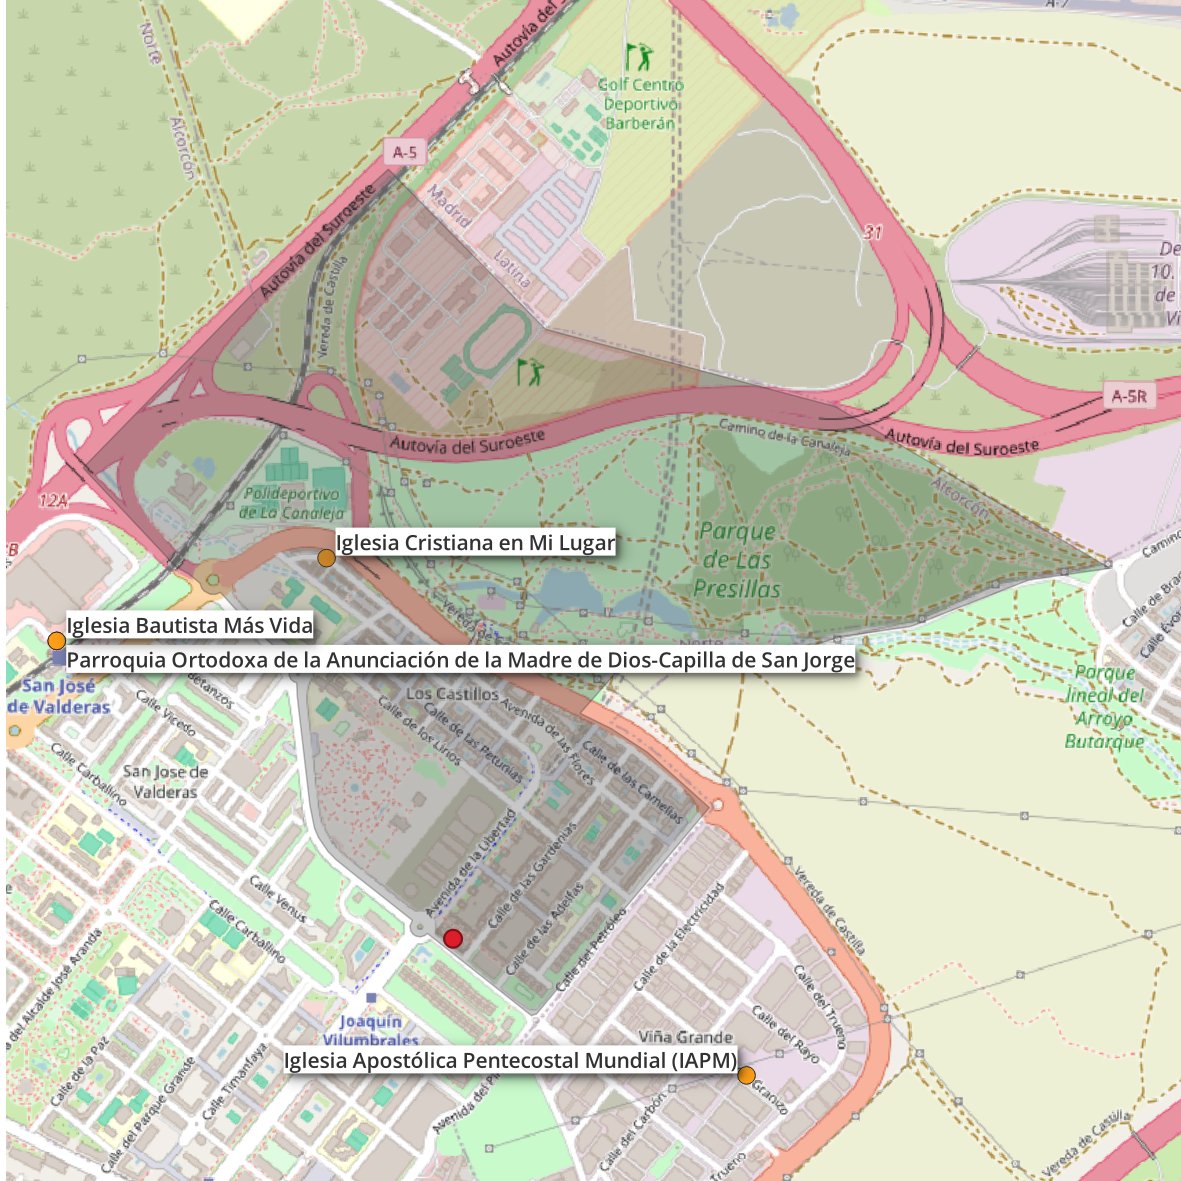 A-7
Norte
Alcorcón
Autovía del
A-5
Golf Centro
Deportivo
Barberán
Madrid
Latina
31
Autovía del Suroeste
Vereda de Castilla
A-5R
Autovía del Suroeste
Autovía del Suroeste
Camino de la Canaleja
Alcorcón
12A
Polideportivo
de La Canaleja
Parque
de Las
Presillas
Iglesia Cristiana en Mi Lugar
Calle de
Iglesia Bautista Más Vida
Parroquia Ortodoxa de la Anunciación de la Madre de Dios-Capilla de San Jorge
Norte
San José
de Valderas
Betanzos
Calle Vicedo
Calle Carballino
San Jose de
Valderas
Los Castillos
Avenida de las Flores
Calle de las Petunias
Calle de los Lirios
Calle de las Camelias
Parque
lineal del
Arroyo
Butarque
Avenida de la Libertad
Calle de las Gardenias
Calle de las Adelfas
Calle del Petróleo
Calle de la Electricidad
Vereda de Castilla
Calle Venus
Calle Carballino
del Alcalde José Aranda
Calle de la Paz
Calle del Parque Grande
Calle Timanfaya
Joaquín
Vilumbrales
Viña Grande
Calle del Trueno
Calle del Rayo
Iglesia Apostólica Pentecostal Mundial (IAPM)
Granizo
Calle del Carbón
Trueno
Vereda de Castilla